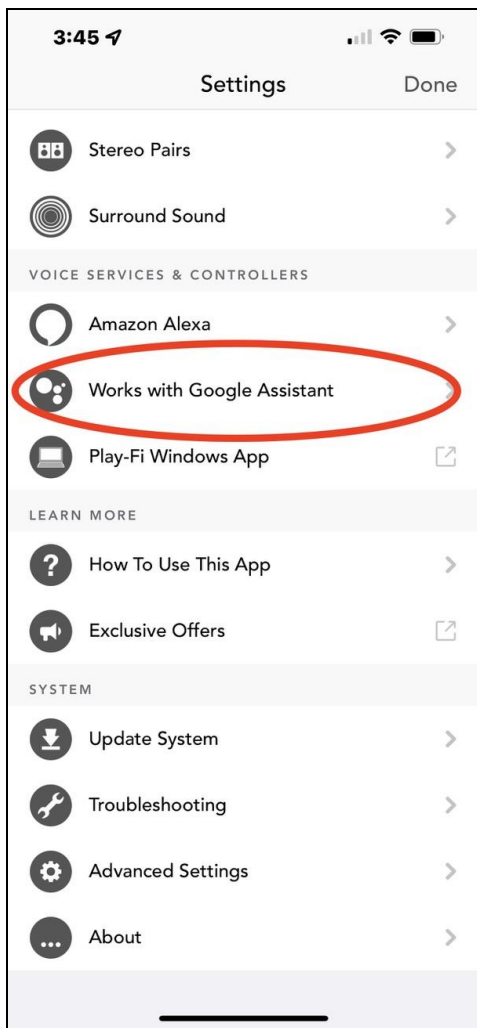 3:45
Settings
Done
Stereo Pairs
Surround Sound
VOICE SERVICES & CONTROLLERS
Amazon Alexa
Works with Google Assistant
Play-Fi Windows App
LEARN MORE
How To Use This App
Exclusive Offers
SYSTEM
Update System
Troubleshooting
Advanced Settings
About